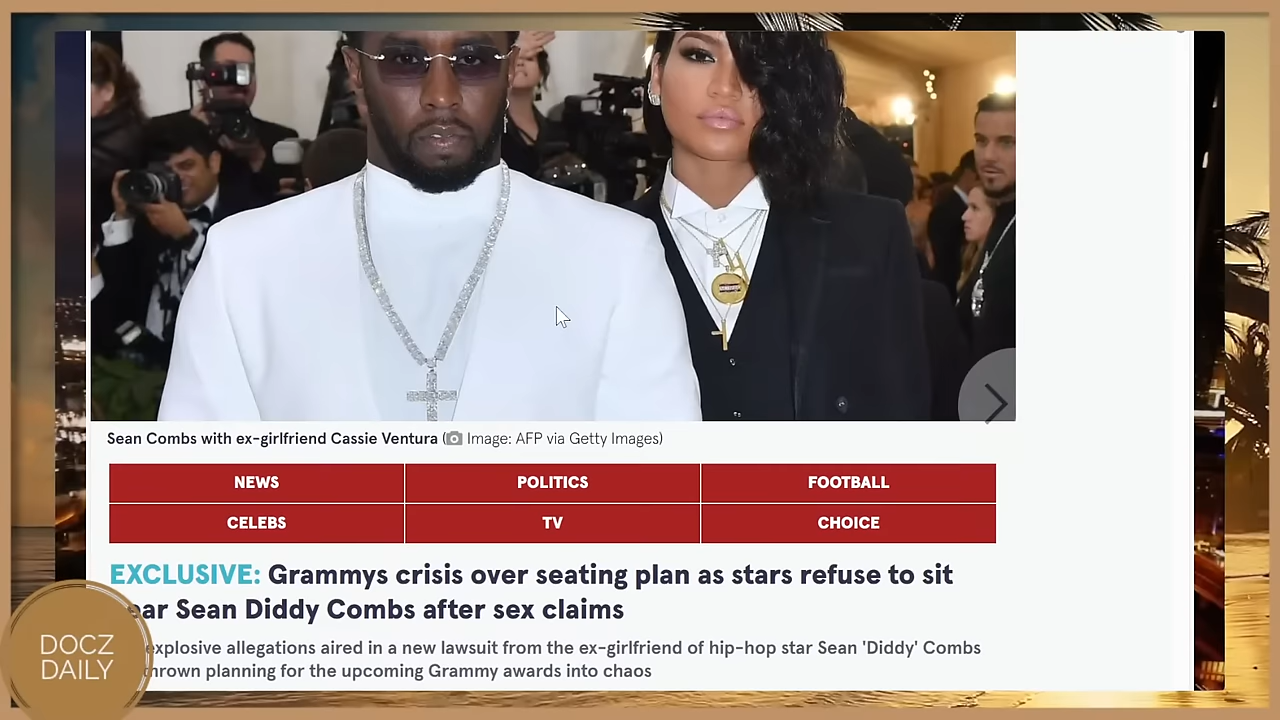 Sean Combs with ex-girlfriend Cassie Ventura ( Image: AFP via Getty Images)
NEWS POLITICS FOOTBALL
CELEBS TV CHOICE
EXCLUSIVE: Grammys crisis over seating plan as stars refuse to sit
Sean Diddy Combs after sex claims
explosive allegations aired in a new lawsuit from the ex-girlfriend of hip-hop star Sean 'Diddy' Combs
planning for the upcoming Grammy awards into chaos
DOCZ
DAILY